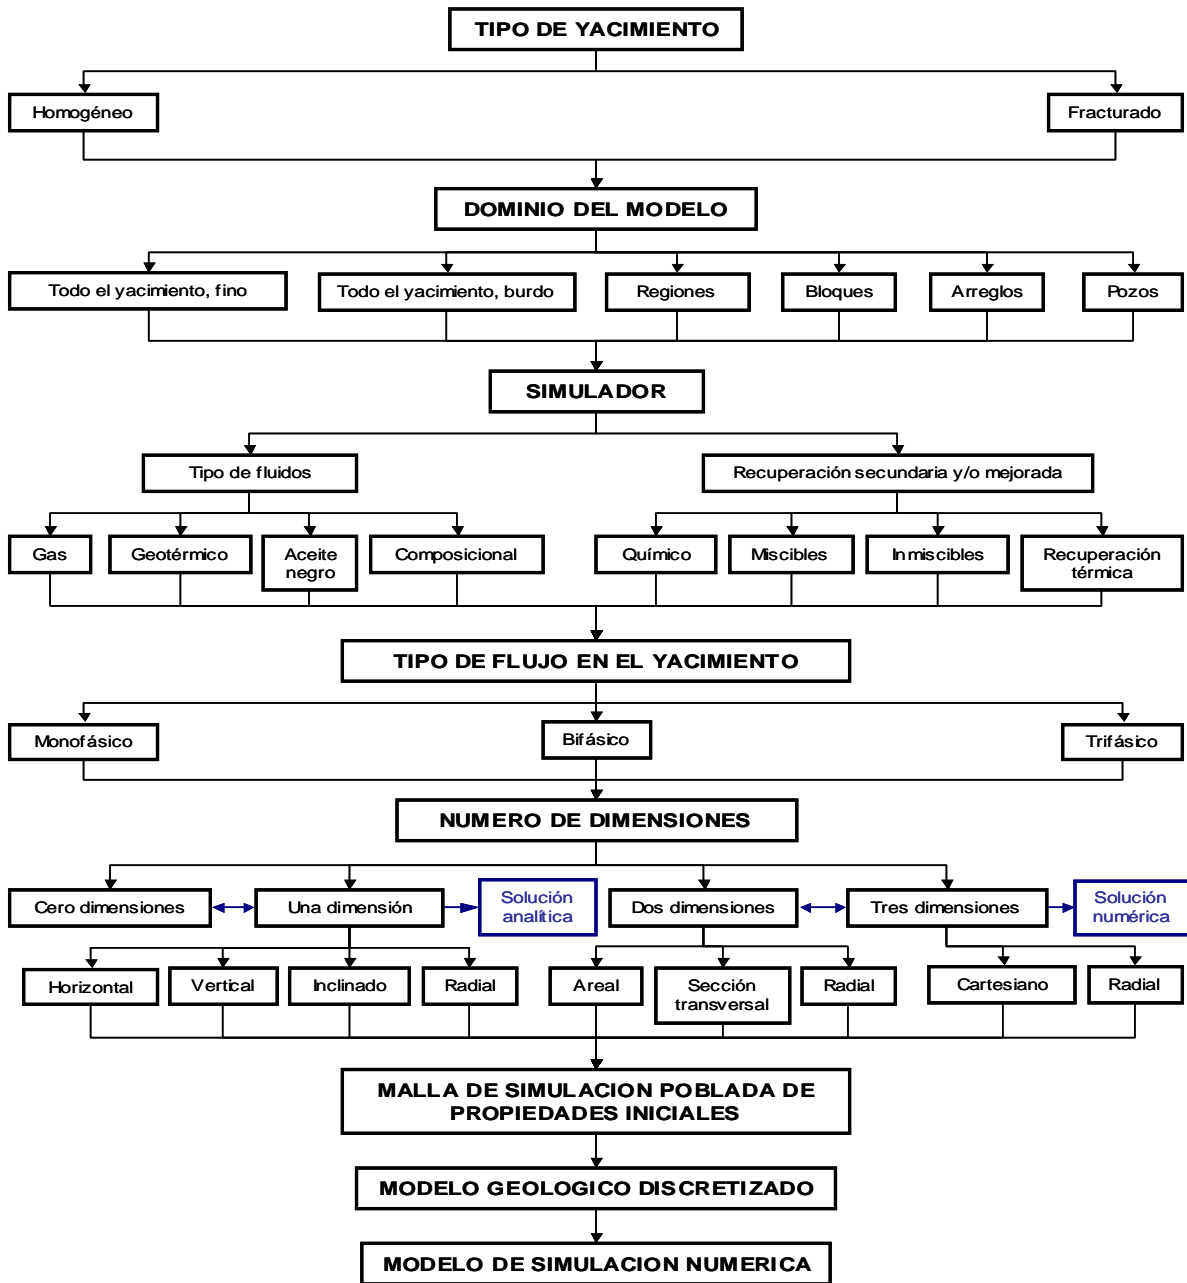 TIPO DE YACIMIENTO
Homogéneo
Fracturado
DOMINIO DEL MODELO
Todo el yacimiento, fino
Todo el yacimiento, burdo
Regiones
Bloques
Arreglos
Pozos
SIMULADOR
Tipo de fluidos
Recuperación secundaria y/o mejorada
Gas
Geotérmico
Aceite
negro
Composicional
Químico
Miscibles
Inmiscibles
Recuperación
térmica
TIPO DE FLUJO EN EL YACIMIENTO
Monofásico
Bifásico
Trifásico
NUMERO DE DIMENSIONES
Cero dimensiones
Una dimensión
Solución
analítica
Dos dimensiones
Tres dimensiones
Solución
numérica
Horizontal
Vertical
Inclinado
Radial
Areal
Sección
transversal
Radial
Cartesiano
Radial
MALLA DE SIMULACION POBLADA DE
PROPIEDADES INICIALES
MODELO GEOLOGICO DISCRETIZADO
MODELO DE SIMULACION NUMERICA